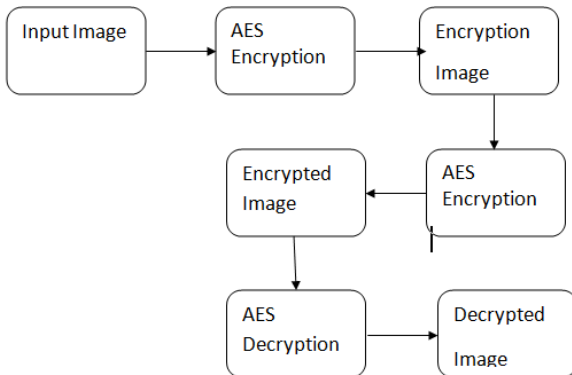 Input Image
AES
Encryption
Encryption
Image
AES
Encryption
Encrypted
Image
AES
Decryption
Decrypted
Image